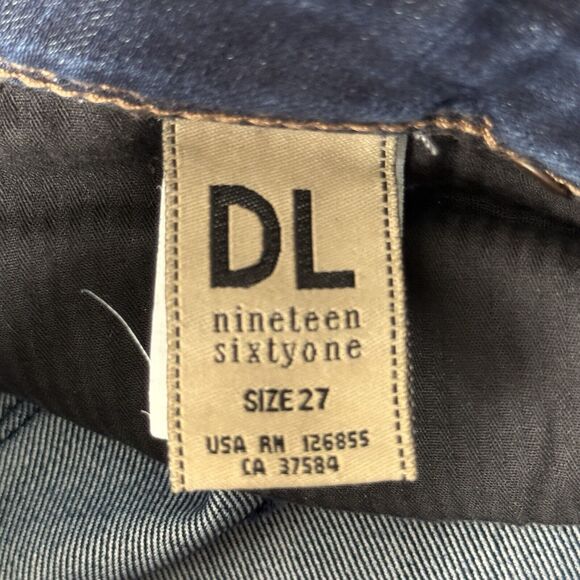 DL
nineteen
sixtyone
SIZE 27
USA RN 126855
CA 37584